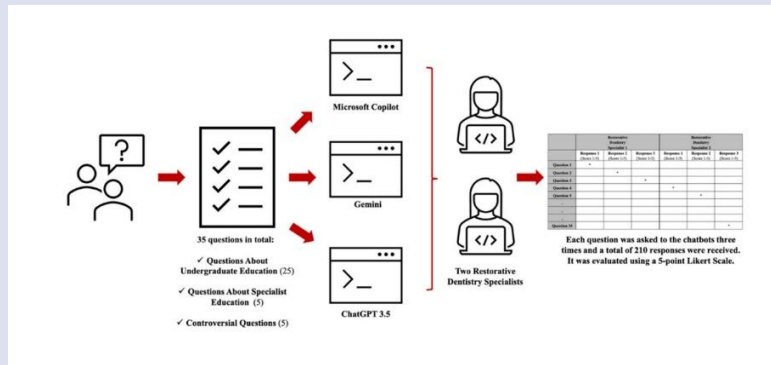 ?
35 questions in total:
✓ Questions About
Undergraduate Education (25)
✓ Questions About Specialist
Education (5)
✓ Controversial Questions (5)
>_
Microsoft Copilot
>_
Gemini
>_
ChatGPT 3.5
</>
</>
Two Restorative
Dentistry Specialists
Restorative
Dentistry
Specialist 1
Restorative
Dentistry
Specialist 2
Response 1 Response 2 Response 3 Response 1 Response 2 Response 3
Question 1
Question 2
Question 3
Question 4
Question 5
Each question was asked to the chatbots three
times and a total of 210 responses were received.
It was evaluated using a 5-point Likert Scale.